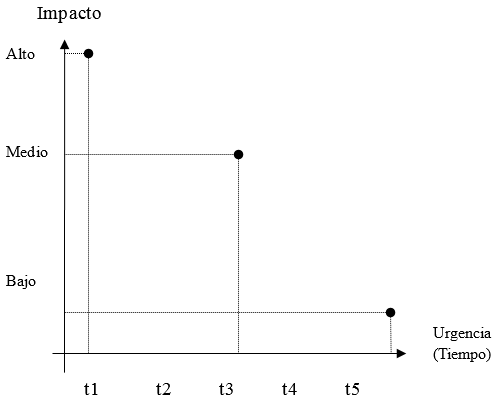 Impacto
Alto
Medio
Bajo
Urgencia
(Tiempo)
t1 t2 t3 t4 t5